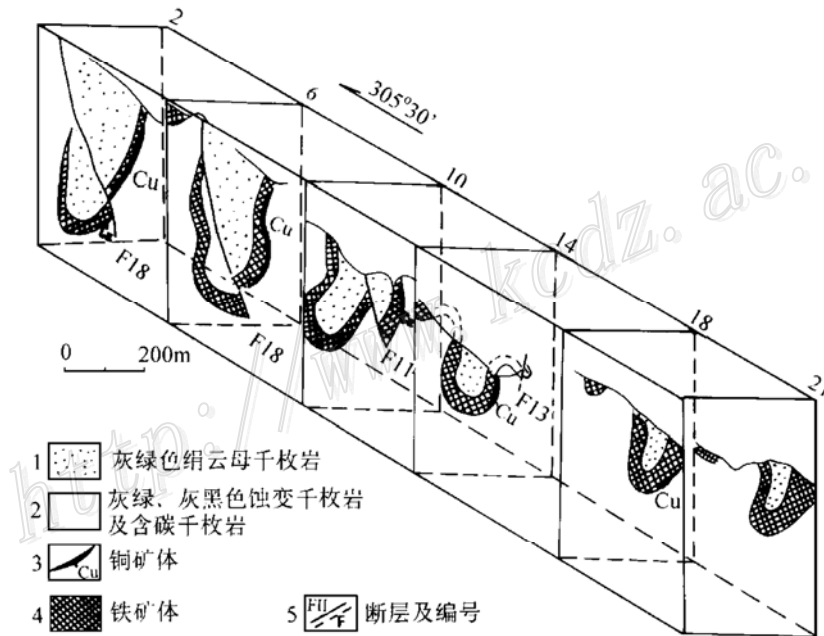 2
6
305°30'
10
14
18
21
Cu
F18
Cu
F18
F11
Cu
F13
Cu
0 200m
http://www.kcdz.ac.
1 灰绿色绢云母千枚岩
2 灰绿、灰黑色蚀变千枚岩
及含碳千枚岩
3 Cu 铜矿体
4 铁矿体
5 F11 下 断层及编号